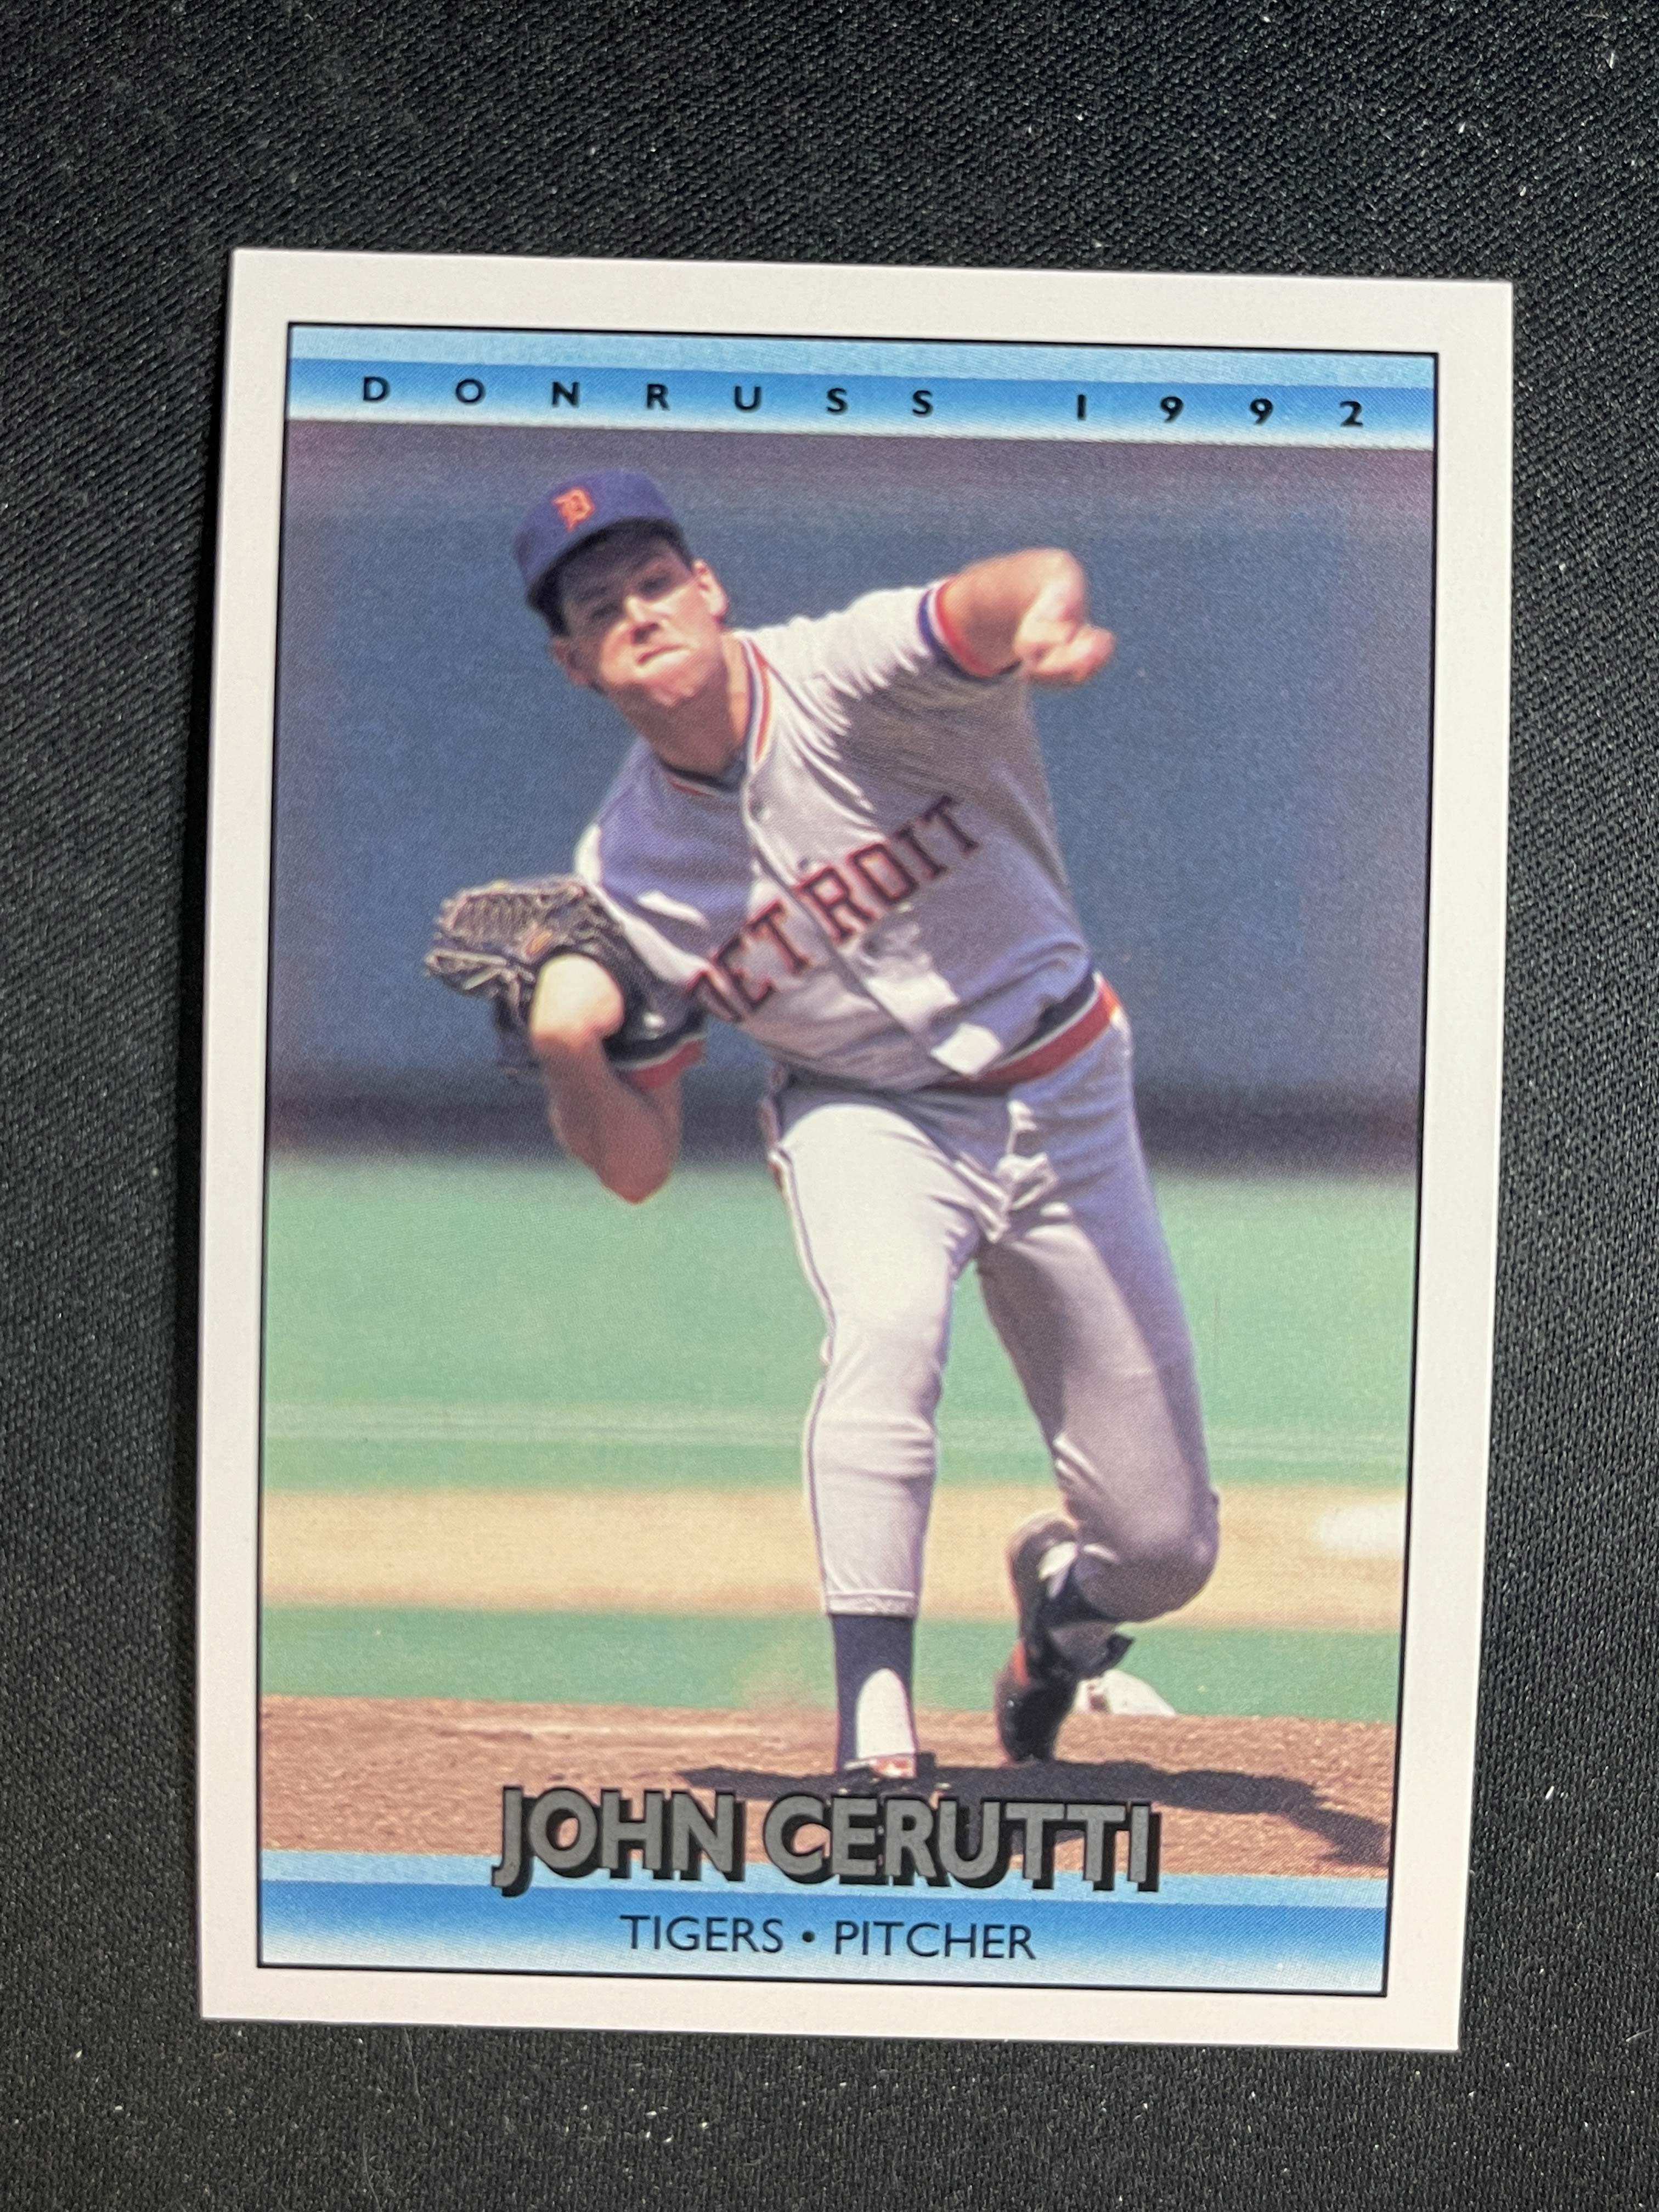 DONRUSS 1992
D
DETROIT
JOHN CERUTTI
TIGERS • PITCHER